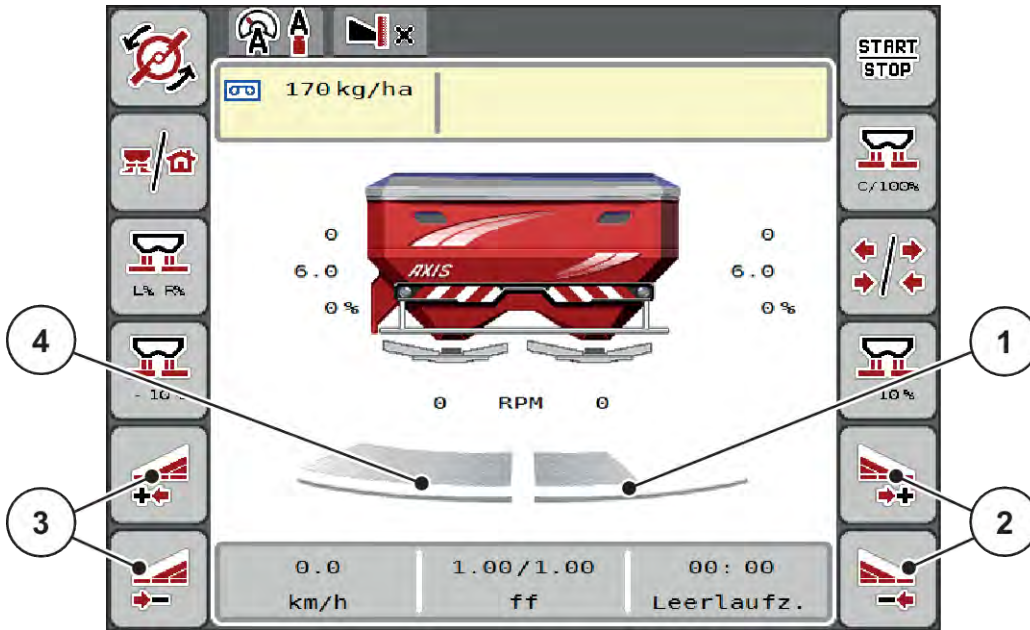 A A
START
STOP
170 kg/ha
C/100%
0 0
AXIS
6.0 6.0
L% R%
0% 0%
4
1
- 10%
10%
0 RPM 0
3
2
0.0 1.00/1.00 00:00
km/h ff Leerlaufz.